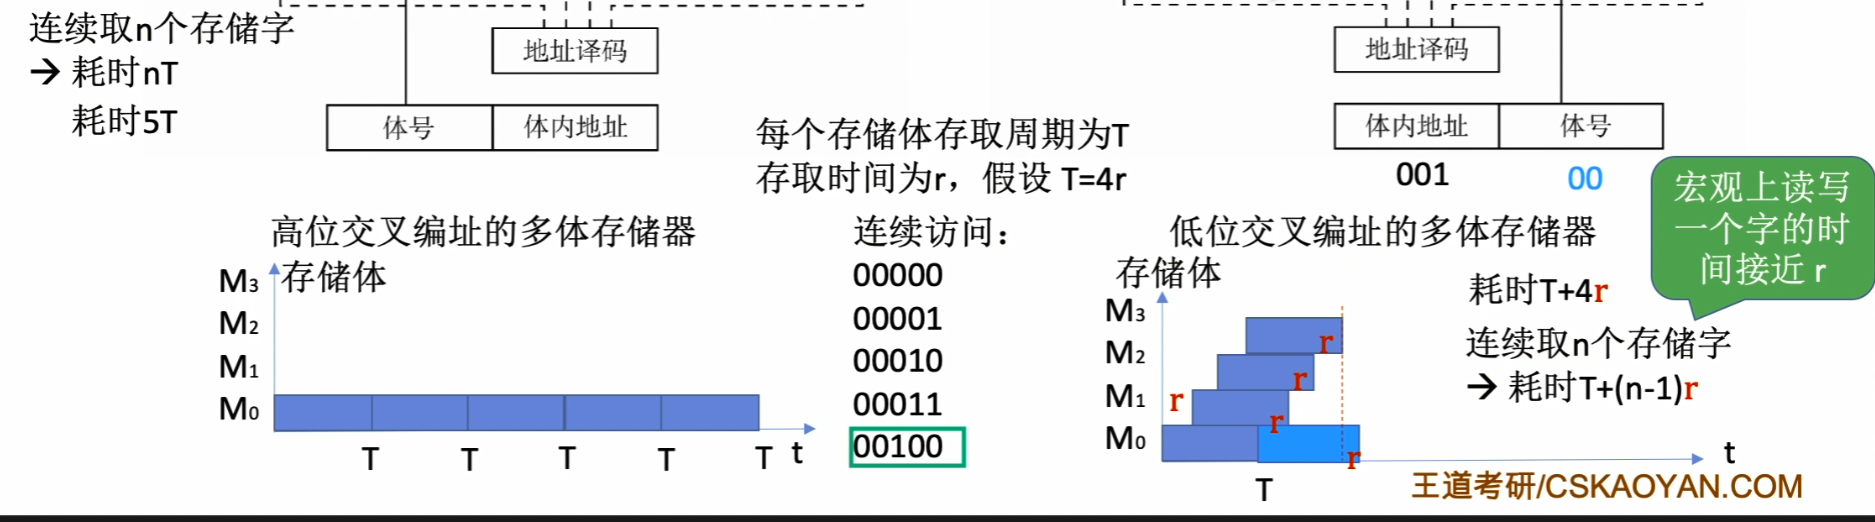 连续取n个存储字
→ 耗时nT
耗时5T
地址译码
体号
体内地址
每个存储体存取周期为T
存取时间为r，假设 T=4r
地址译码
体内地址
体号
001
00
宏观上读写
一个字的时
间接近 r
高位交叉编址的多体存储器
存储体
M3
M2
M1
M0
T
T
T
T
T
t
连续访问：
00000
00001
00010
00011
00100
低位交叉编址的多体存储器
存储体
M3
M2
M1
M0
r
r
r
r
r
T
t
耗时T+4r
连续取n个存储字
→ 耗时T+(n-1)r
王道考研/CSKAOYAN.COM